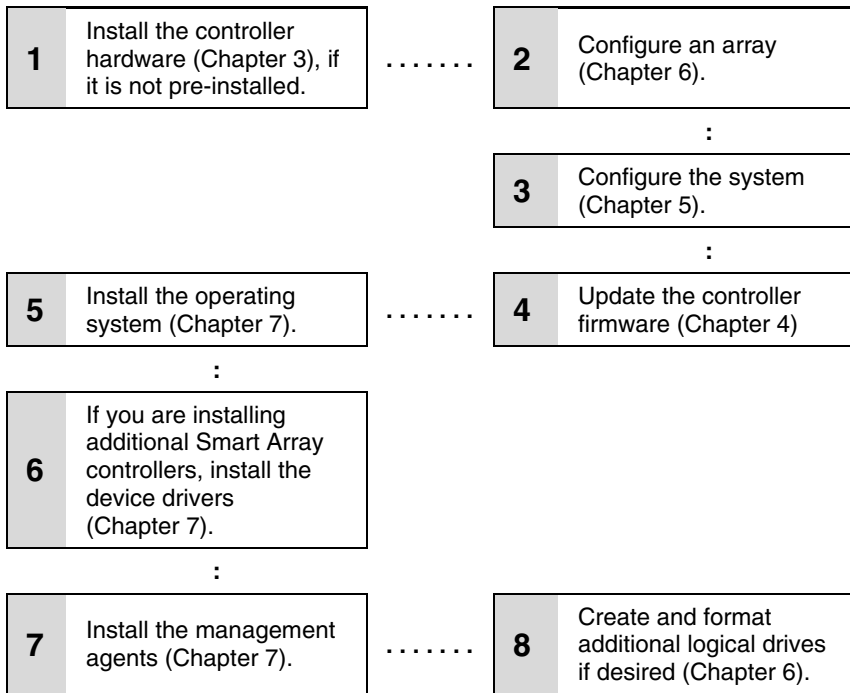 1
Install the controller
hardware (Chapter 3), if
it is not pre-installed.
.......
2
Configure an array
(Chapter 6).
:
3
Configure the system
(Chapter 5).
:
4
Update the controller
firmware (Chapter 4)
.......
5
Install the operating
system (Chapter 7).
:
6
If you are installing
additional Smart Array
controllers, install the
device drivers
(Chapter 7).
:
7
Install the management
agents (Chapter 7).
.......
8
Create and format
additional logical drives
if desired (Chapter 6).